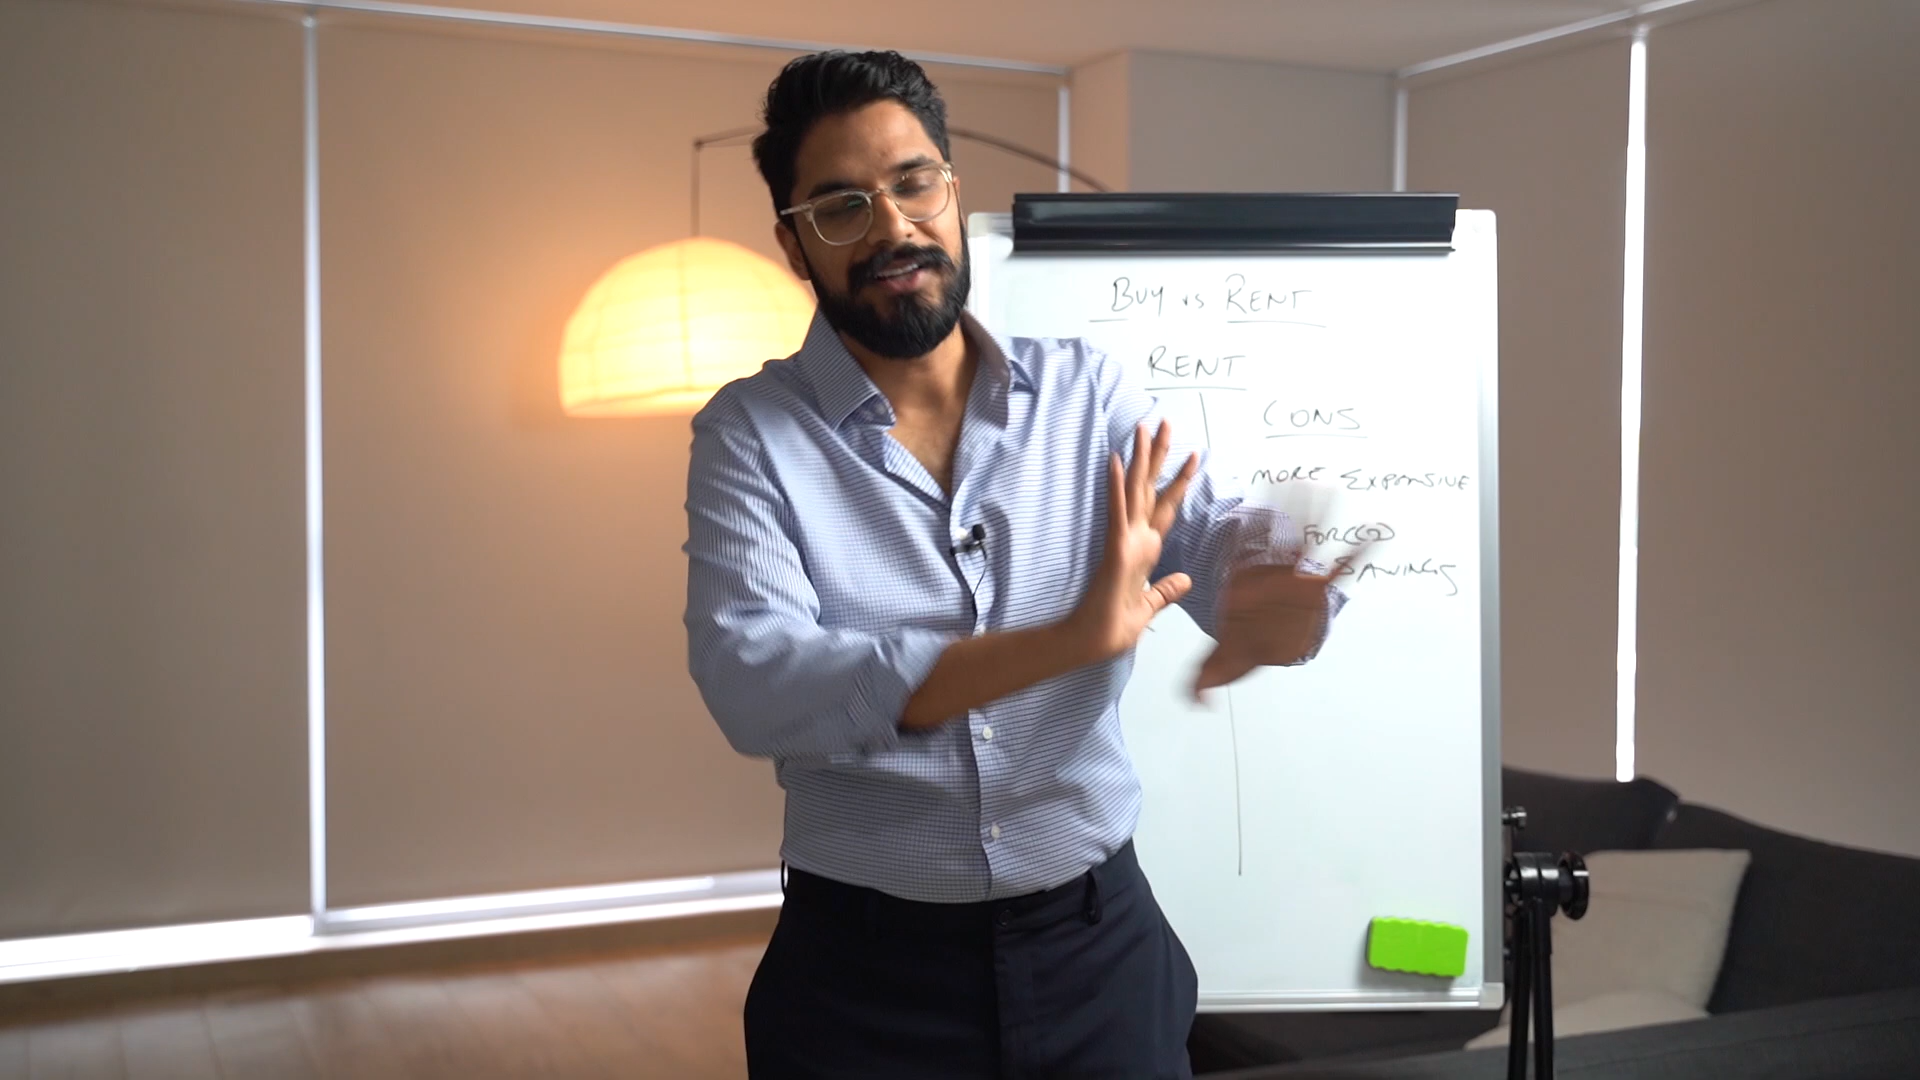 BUY vs RENT
RENT
CONS
- MORE EXPENSIVE
FORCED
SAVINGS